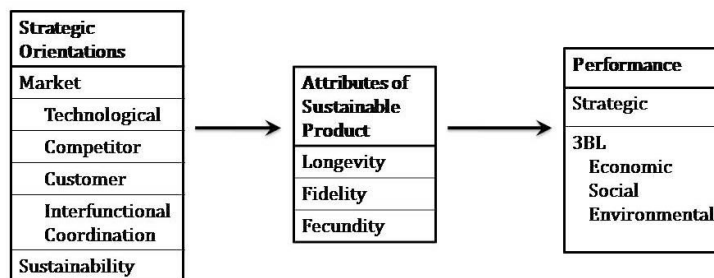 Strategic
Orientations
Market
Technological
Competitor
Customer
Interfunctional
Coordination
Sustainability
Attributes of
Sustainable
Product
Longevity
Fidelity
Fecundity
Performance
Strategic
3BL
Economic
Social
Environmental